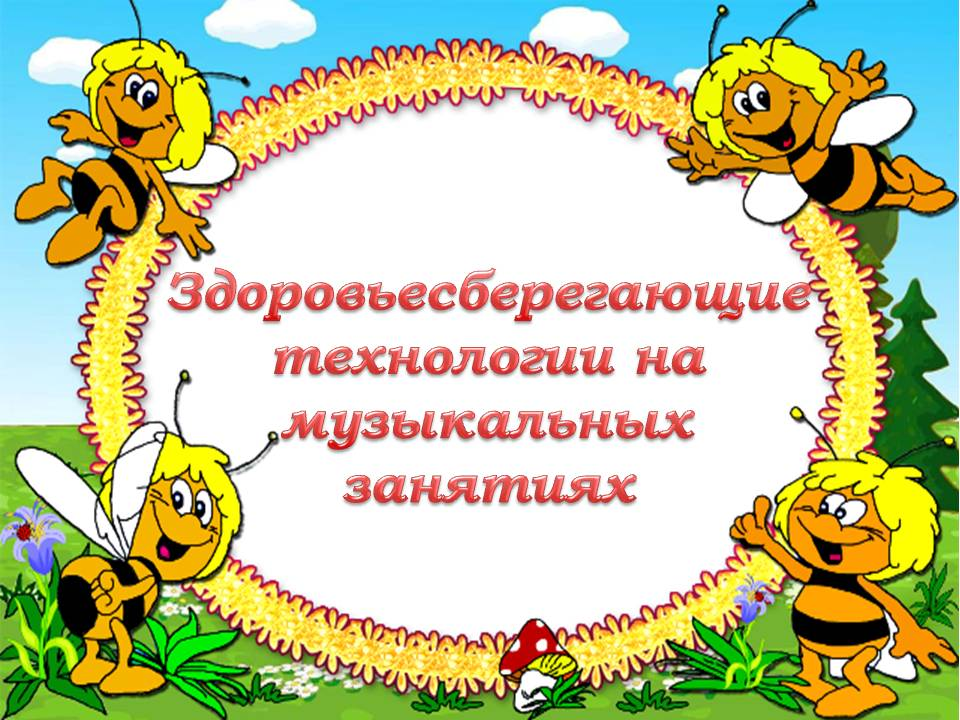 Здоровьесберегающие
технологии на
музыкальных
занятиях